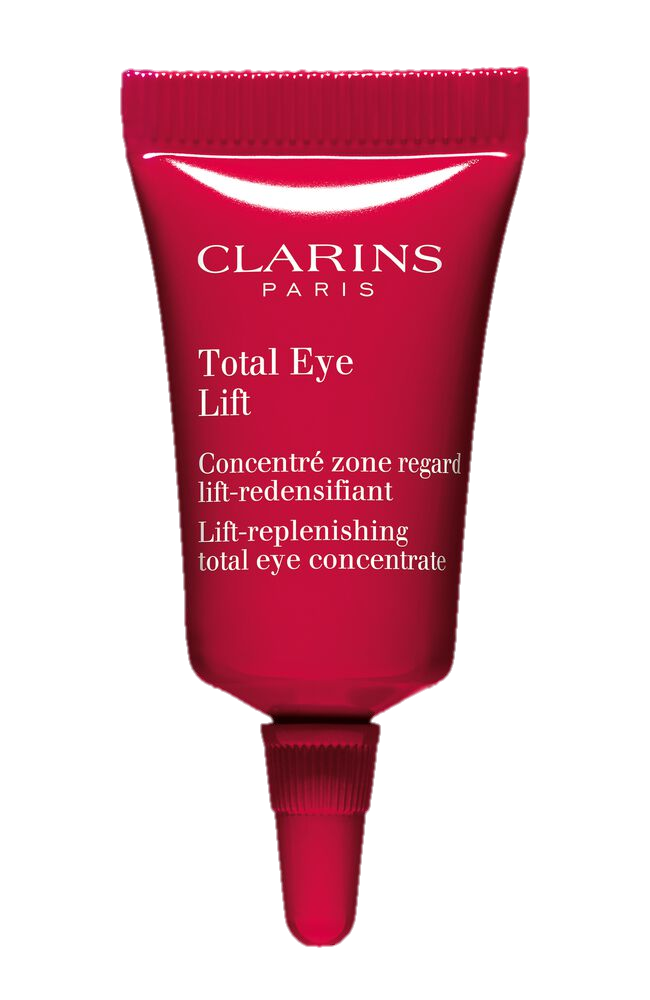 CLARINS
PARIS
Total Eye
Lift
Concentré zone regard
lift-redensifiant
Lift-replenishing
total eye concentrate